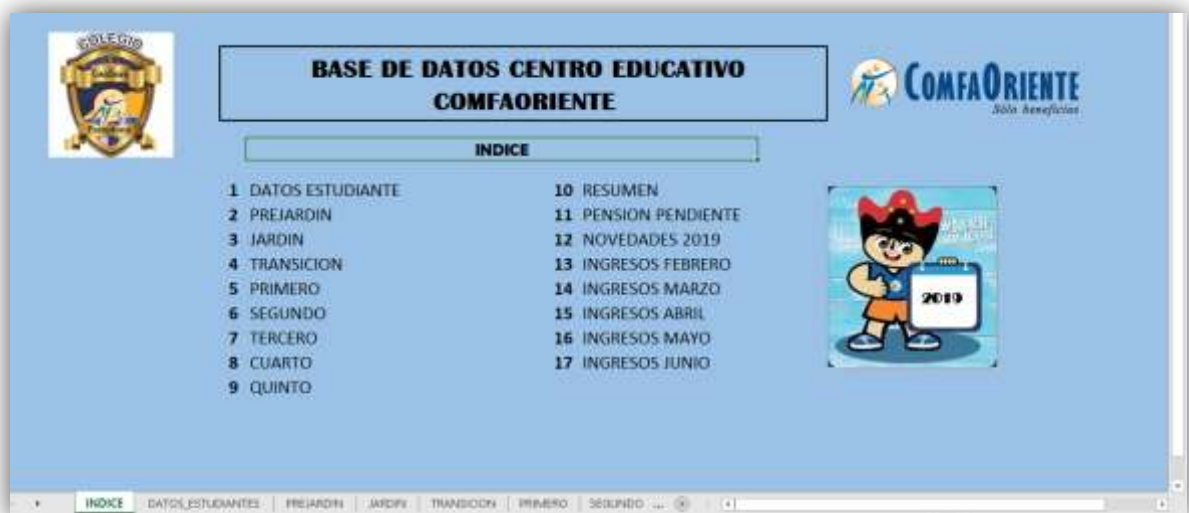 COLEGIO
BASE DE DATOS CENTRO EDUCATIVO
COMFAORIENTE
COMFAORIENTE
Sólo beneficios
INDICE
1 DATOS ESTUDIANTE
2 PREJARDIN
3 JARDIN
4 TRANSICION
5 PRIMERO
6 SEGUNDO
7 TERCERO
8 CUARTO
9 QUINTO
10 RESUMEN
11 PENSION PENDIENTE
12 NOVEDADES 2019
13 INGRESOS FEBRERO
14 INGRESOS MARZO
15 INGRESOS ABRIL
16 INGRESOS MAYO
17 INGRESOS JUNIO
2019
INDICE DATOS_ESTUDIANTES PREJARDIN JARDIN TRANSICON PRIMERO SEGUNDO ...